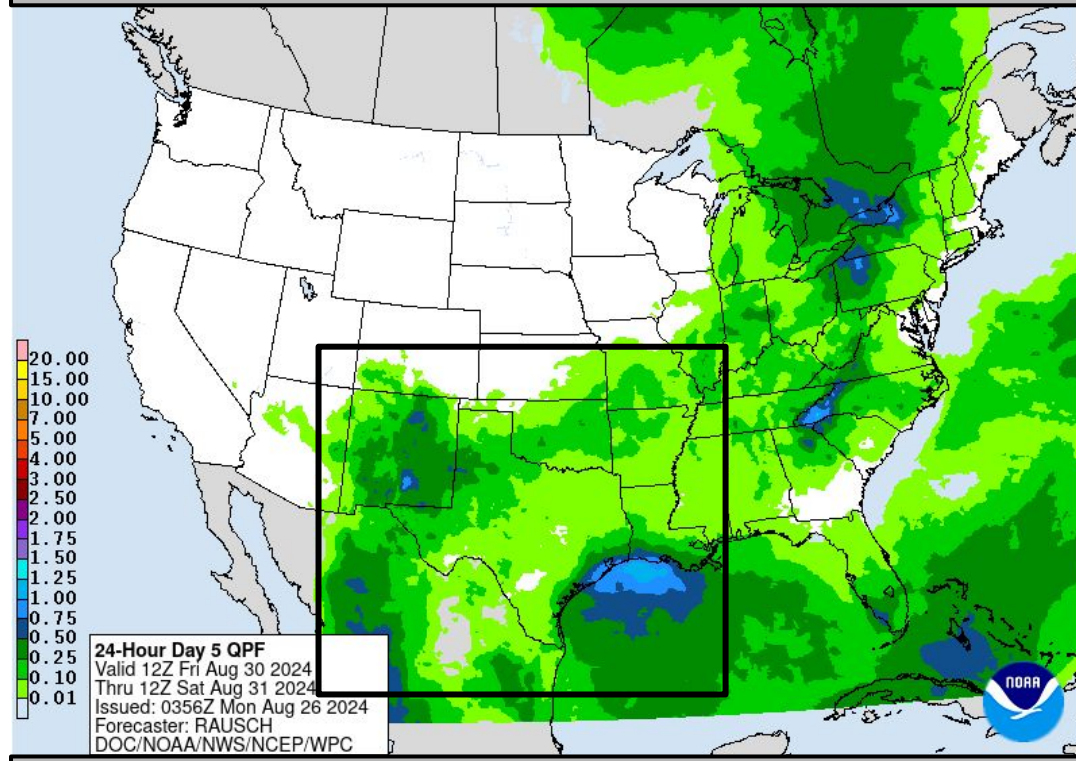 20.00
15.00
10.00
7.00
5.00
4.00
3.00
2.50
2.00
1.75
1.50
1.25
1.00
0.75
0.50
0.25
0.10
0.01
24-Hour Day 5 QPF
Valid 12Z Fri Aug 30 2024
Thru 12Z Sat Aug 31 2024
Issued: 0356Z Mon Aug 26 2024
Forecaster: RAUSCH
DOC/NOAA/NWS/NCEP/WPC
NOAA